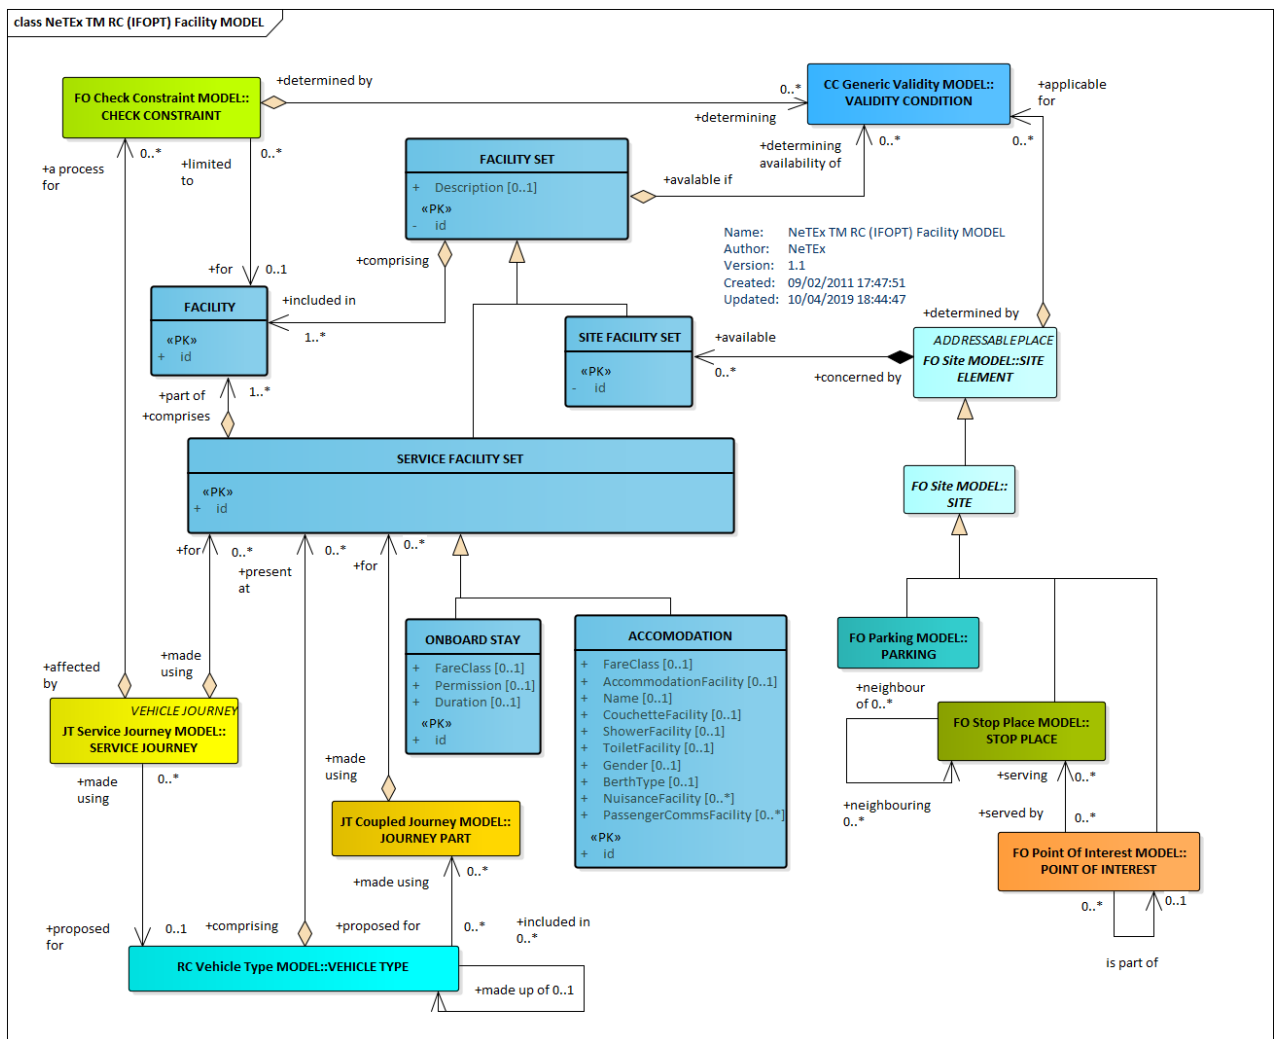 class NeTEx TM RC (IFOPT) Facility MODEL
FO Check Constraint MODEL::
CHECK CONSTRAINT
+determined by
0..*
+determining
CC Generic Validity MODEL::
VALIDITY CONDITION
+applicable
for
0..*
+a process
for
0..*
+limited
to
0..*
FACILITY SET
+ Description [0..1]
«PK»
- id
+determining
availability of
0..*
+avalable if
Name: NeTEx TM RC (IFOPT) Facility MODEL
Author: NeTEx
Version: 1.1
Created: 09/02/2011 17:47:51
Updated: 10/04/2019 18:44:47
+comprising
+for
0..1
+included in
1..*
FACILITY
«PK»
+ id
SITE FACILITY SET
«PK»
- id
+available
0..*
+concerned by
+determined by
ADDRESSABLE PLACE
FO Site MODEL::SITE
ELEMENT
+part of
1..*
+comprises
SERVICE FACILITY SET
«PK»
+ id
FO Site MODEL::
SITE
+for
0..*
+present
at
0..*
+for
0..*
ONBOARD STAY
+ FareClass [0..1]
+ Permission [0..1]
+ Duration [0..1]
«PK»
+ id
ACCOMODATION
+ FareClass [0..1]
+ AccommodationFacility [0..1]
+ Name [0..1]
+ CouchetteFacility [0..1]
+ ShowerFacility [0..1]
+ ToiletFacility [0..1]
+ Gender [0..1]
+ BerthType [0..1]
+ NuisanceFacility [0..*]
+ PassengerCommsFacility [0..*]
«PK»
+ id
FO Parking MODEL::
PARKING
+affected
by
+made
using
VEHICLE JOURNEY
JT Service Journey MODEL::
SERVICE JOURNEY
+neighbour
of 0..*
FO Stop Place MODEL::
STOP PLACE
+neighbouring
0..*
+serving
0..*
+served by
0..*
+made
using
0..*
+made
using
JT Coupled Journey MODEL::
JOURNEY PART
+made using
0..*
FO Point Of Interest MODEL::
POINT OF INTEREST
0..*
0..1
is part of
+proposed
for
0..1
+comprising
+proposed for
0..*
+included in
0..*
RC Vehicle Type MODEL::VEHICLE TYPE
+made up of 0..1